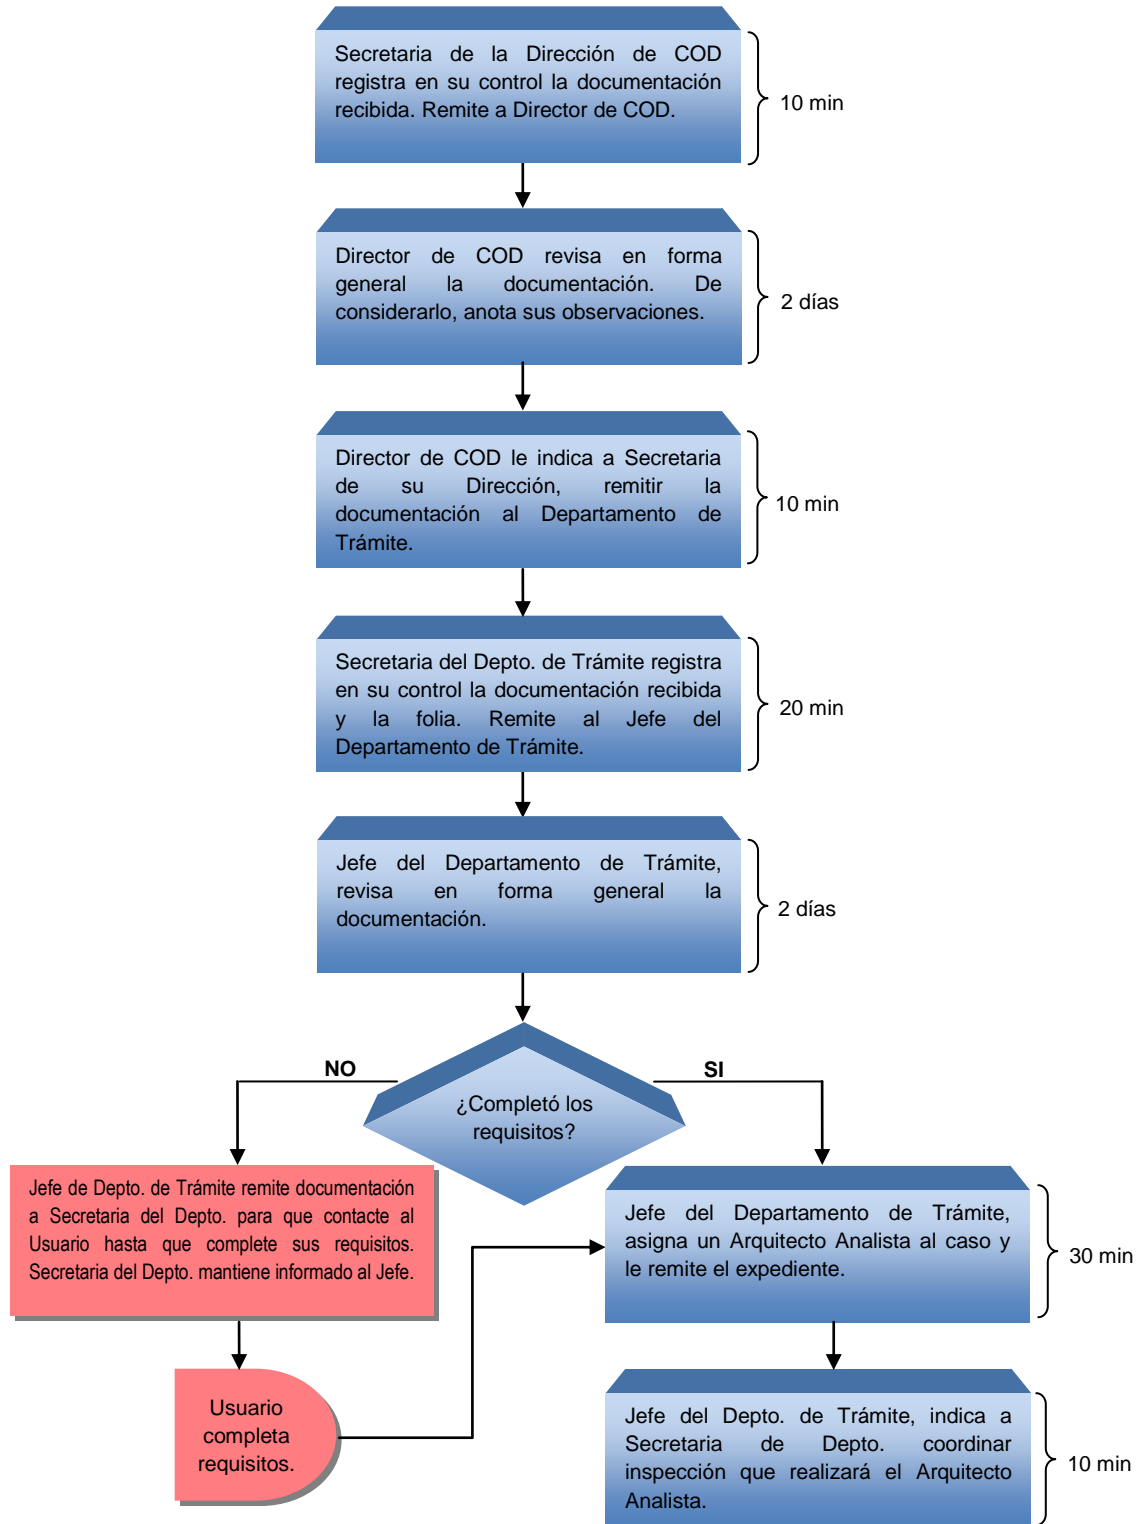 Secretaria de la Dirección de COD
registra en su control la documentación
recibida. Remite a Director de COD.
10 min
Director de COD revisa en forma
general la documentación. De
considerarlo, anota sus observaciones.
2 días
Director de COD le indica a Secretaria
de su Dirección, remitir la
documentación al Departamento de
Trámite.
10 min
Secretaria del Depto. de Trámite registra
en su control la documentación recibida
y la folia. Remite al Jefe del
Departamento de Trámite.
20 min
Jefe del Departamento de Trámite,
revisa en forma general la
documentación.
2 días
NO
SI
¿Completó los
requisitos?
Jefe de Depto. de Trámite remite documentación
a Secretaria del Depto. para que contacte al
Usuario hasta que complete sus requisitos.
Secretaria del Depto. mantiene informado al Jefe.
Jefe del Departamento de Trámite,
asigna un Arquitecto Analista al caso y
le remite el expediente.
30 min
Usuario
completa
requisitos.
Jefe del Depto. de Trámite, indica a
Secretaria de Depto. coordinar
inspección que realizará el Arquitecto
Analista.
10 min